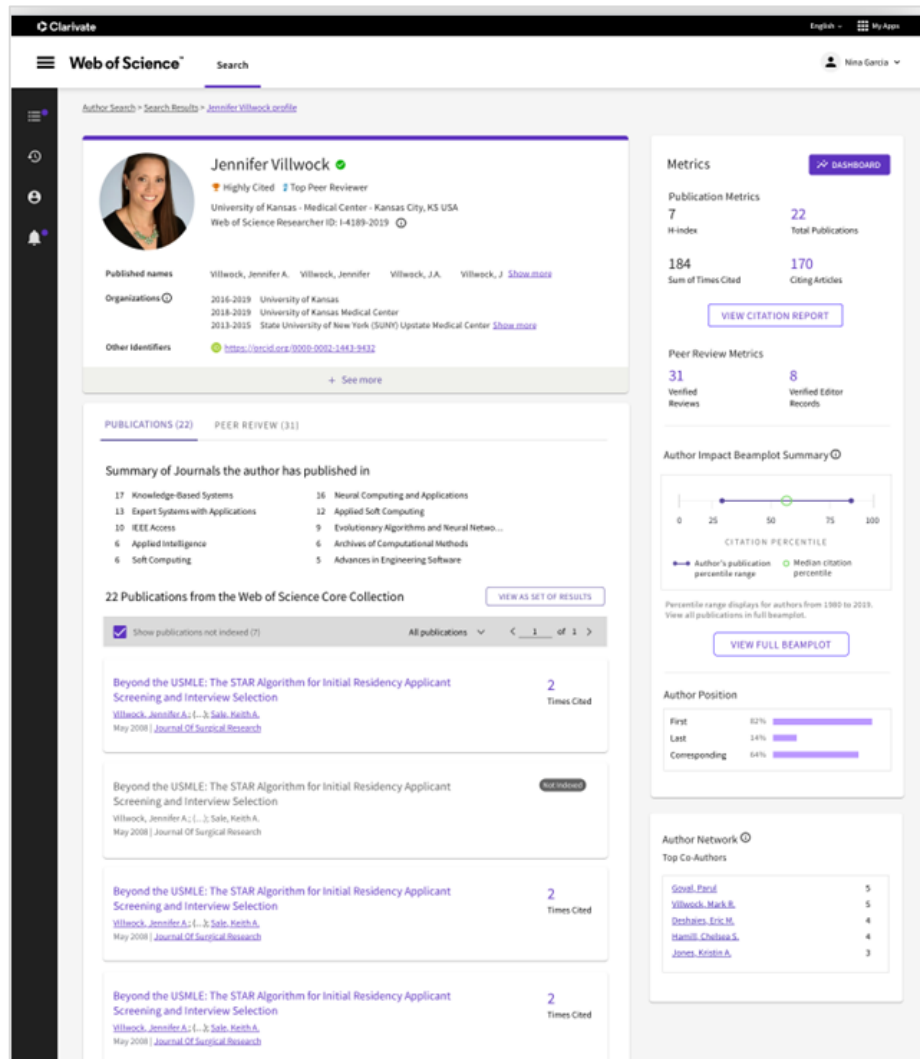 Clarivate
English
My Apps
Web of Science™
Search
Nina Garcia
Author Search > Search Results > Jennifer Villwock profile
Jennifer Villwock
Highly Cited Top Peer Reviewer
University of Kansas - Medical Center - Kansas City, KS USA
Web of Science Researcher ID: I-4189-2019
Published names Villwock, Jennifer A. Villwock, Jennifer Villwock, J.A. Villwock, J Show more
Organizations 2016-2019 University of Kansas
2018-2019 University of Kansas Medical Center
2013-2015 State University of New York (SUNY) Upstate Medical Center Show more
Other Identifiers https://orcid.org/0000-0002-1443-9432
+ See more
PUBLICATIONS (22) PEER REIVEW (31)
Summary of Journals the author has published in
17 Knowledge-Based Systems
13 Expert Systems with Applications
10 IEEE Access
6 Applied Intelligence
6 Soft Computing
16 Neural Computing and Applications
12 Applied Soft Computing
9 Evolutionary Algorithms and Neural Netwo...
6 Archives of Computational Methods
5 Advances in Engineering Software
22 Publications from the Web of Science Core Collection
VIEW AS SET OF RESULTS
Show publications not indexed (7)
All publications
< 1 of 1 >
Beyond the USMLE: The STAR Algorithm for Initial Residency Applicant
Screening and Interview Selection
Villwock, Jennifer A.; (...); Sale, Keith A.
May 2008 | Journal Of Surgical Research
2
Times Cited
Beyond the USMLE: The STAR Algorithm for Initial Residency Applicant
Screening and Interview Selection
Villwock, Jennifer A.; (...); Sale, Keith A.
May 2008 | Journal Of Surgical Research
Not Indexed
Beyond the USMLE: The STAR Algorithm for Initial Residency Applicant
Screening and Interview Selection
Villwock, Jennifer A.; (...); Sale, Keith A.
May 2008 | Journal Of Surgical Research
2
Times Cited
Beyond the USMLE: The STAR Algorithm for Initial Residency Applicant
Screening and Interview Selection
Villwock, Jennifer A.; (...); Sale, Keith A.
May 2008 | Journal Of Surgical Research
2
Times Cited
Metrics
DASHBOARD
Publication Metrics
7
H-index
22
Total Publications
184
Sum of Times Cited
170
Citing Articles
VIEW CITATION REPORT
Peer Review Metrics
31
Verified
Reviews
8
Verified Editor
Records
Author Impact Beamplot Summary
0 25 50 75 100
CITATION PERCENTILE
Author's publication
percentile range
Median citation
percentile
Percentile range displays for authors from 1980 to 2019.
View all publications in full beamplot.
VIEW FULL BEAMPLOT
Author Position
First 82%
Last 14%
Corresponding 64%
Author Network
Top Co-Authors
Goyal, Parul 5
Villwock, Mark R. 5
Deshaies, Eric M. 4
Hamill, Chelsea S. 4
Jones, Kristin A. 3